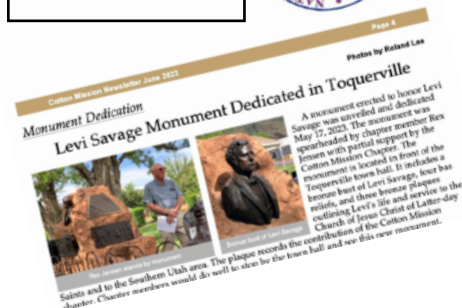 Page 4
Cotton Mission Newsletter June 2023
Photos by Roland Lee
Monument Dedication
Levi Savage Monument Dedicated in Toquerville
A monument erected to honor Levi
Savage was unveiled and dedicated
May 17, 2023. The monument was
spearheaded by chapter member Rex
Jensen with partial support by the
Cotton Mission Chapter. The
monument is located in front of the
Toquerville town hall. It includes a
bronze bust of Levi Savage, four bas
reliefs, and three bronze plaques
outlining Levi's life and service to the
Church of Jesus Christ of Latter-day
Rex Jensen stands by monument
Bronze bust of Levi Savage
Saints and to the Southern Utah area. The plaque records the contribution of the Cotton Mission
chapter. Chapter members would do well to stop by the town hall and see this new monument.